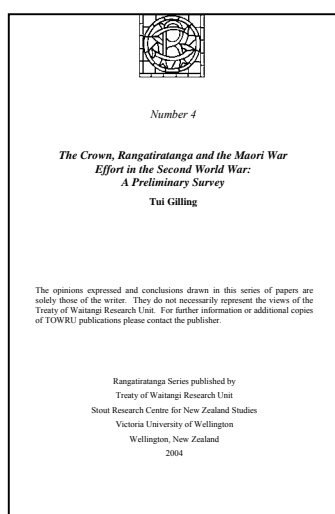 Number 4
The Crown, Rangatiratanga and the Maori War
Effort in the Second World War:
A Preliminary Survey
Tui Gilling
The opinions expressed and conclusions drawn in this series of papers are
solely those of the writer. They do not necessarily represent the views of the
Treaty of Waitangi Research Unit. For further information or additional copies
of TOWRU publications please contact the publisher.
Rangatiratanga Series published by
Treaty of Waitangi Research Unit
Stout Research Centre for New Zealand Studies
Victoria University of Wellington
Wellington, New Zealand
2004